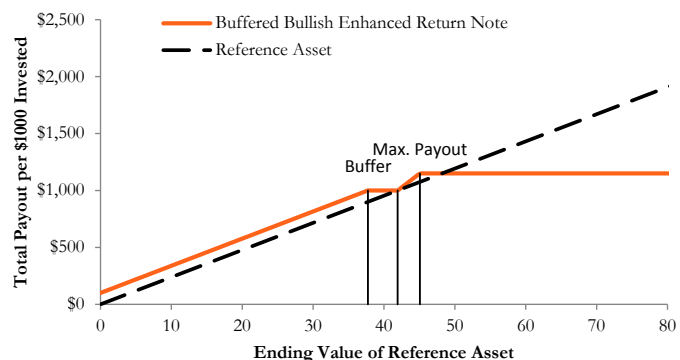 $2,500
Buffered Bullish Enhanced Return Note
Reference Asset
$2,000
$1,500
Max. Payout
Buffer
$1,000
$500
$0
0 10 20 30 40 50 60 70 80
Total Payout per $1000 Invested
Ending Value of Reference Asset